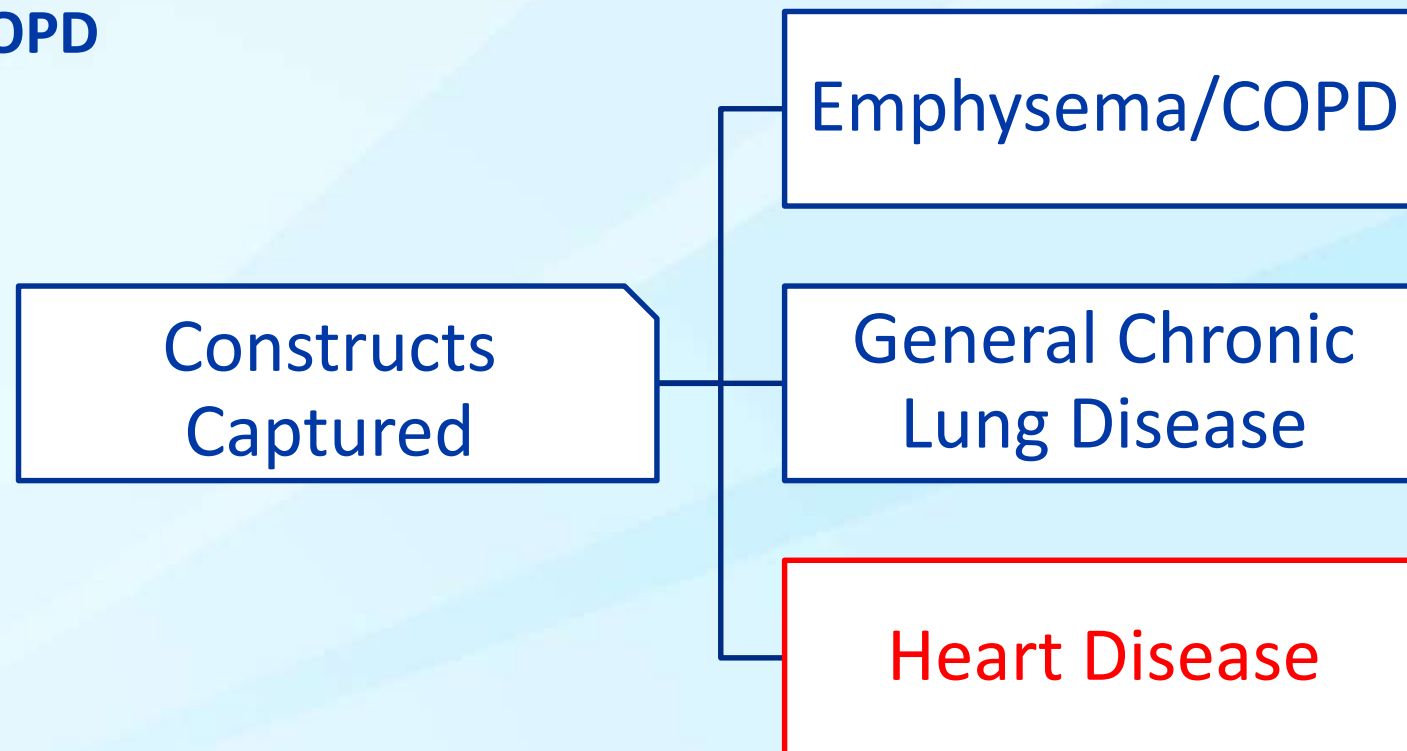 OPD
Emphysema/COPD
Constructs
Captured
General Chronic
Lung Disease
Heart Disease